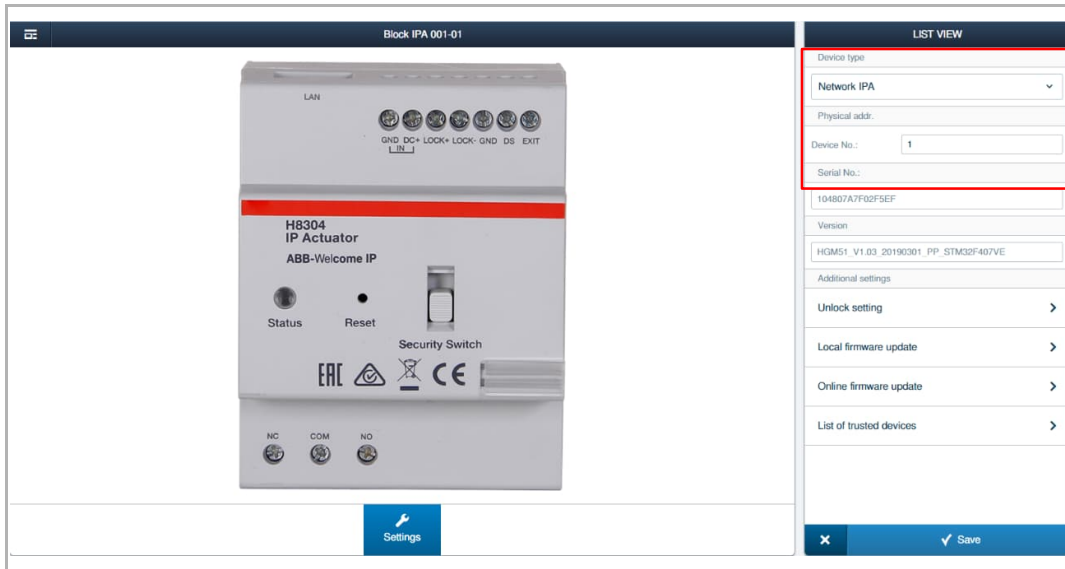 Block IPA 001-01
LAN
GND DC+ LOCK+ LOCK- GND DS EXIT
IN
H8304
IP Actuator
ABB-Welcome IP
Status
Reset
Security Switch
EAC
CE
NC COM NO
Settings
LIST VIEW
Device type
Network IPA
Physical addr.
Device No.: 1
Serial No.:
104807A7F02F5EF
Version
HGM51_V1.03_20190301_PP_STM32F407VE
Additional settings
Unlock setting
Local firmware update
Online firmware update
List of trusted devices
Save